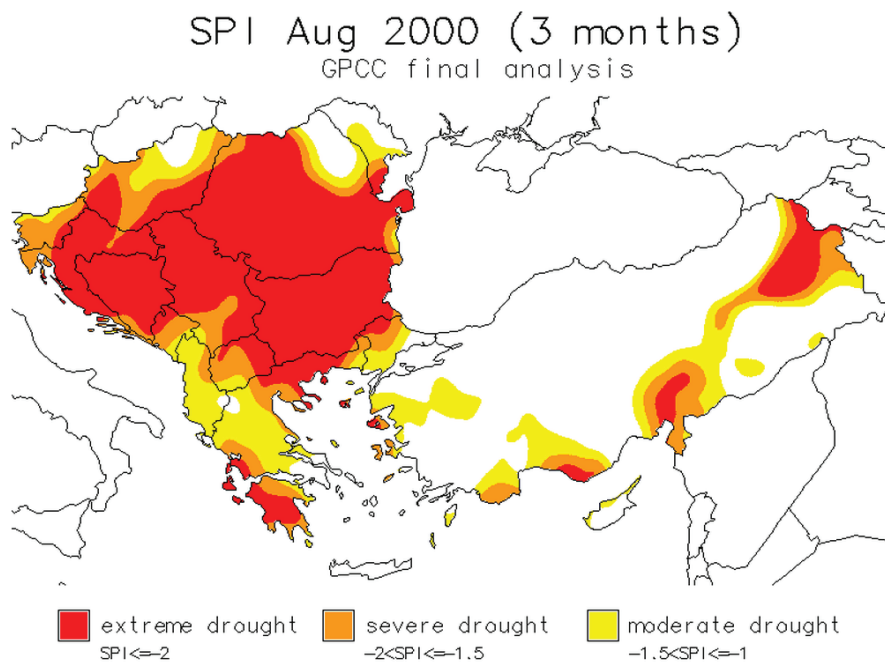 SPI Aug 2000 (3 months)
GPCC final analysis
extreme drought
SPI<=-2
severe drought
-2<SPI<=-1.5
moderate drought
-1.5<SPI<=-1